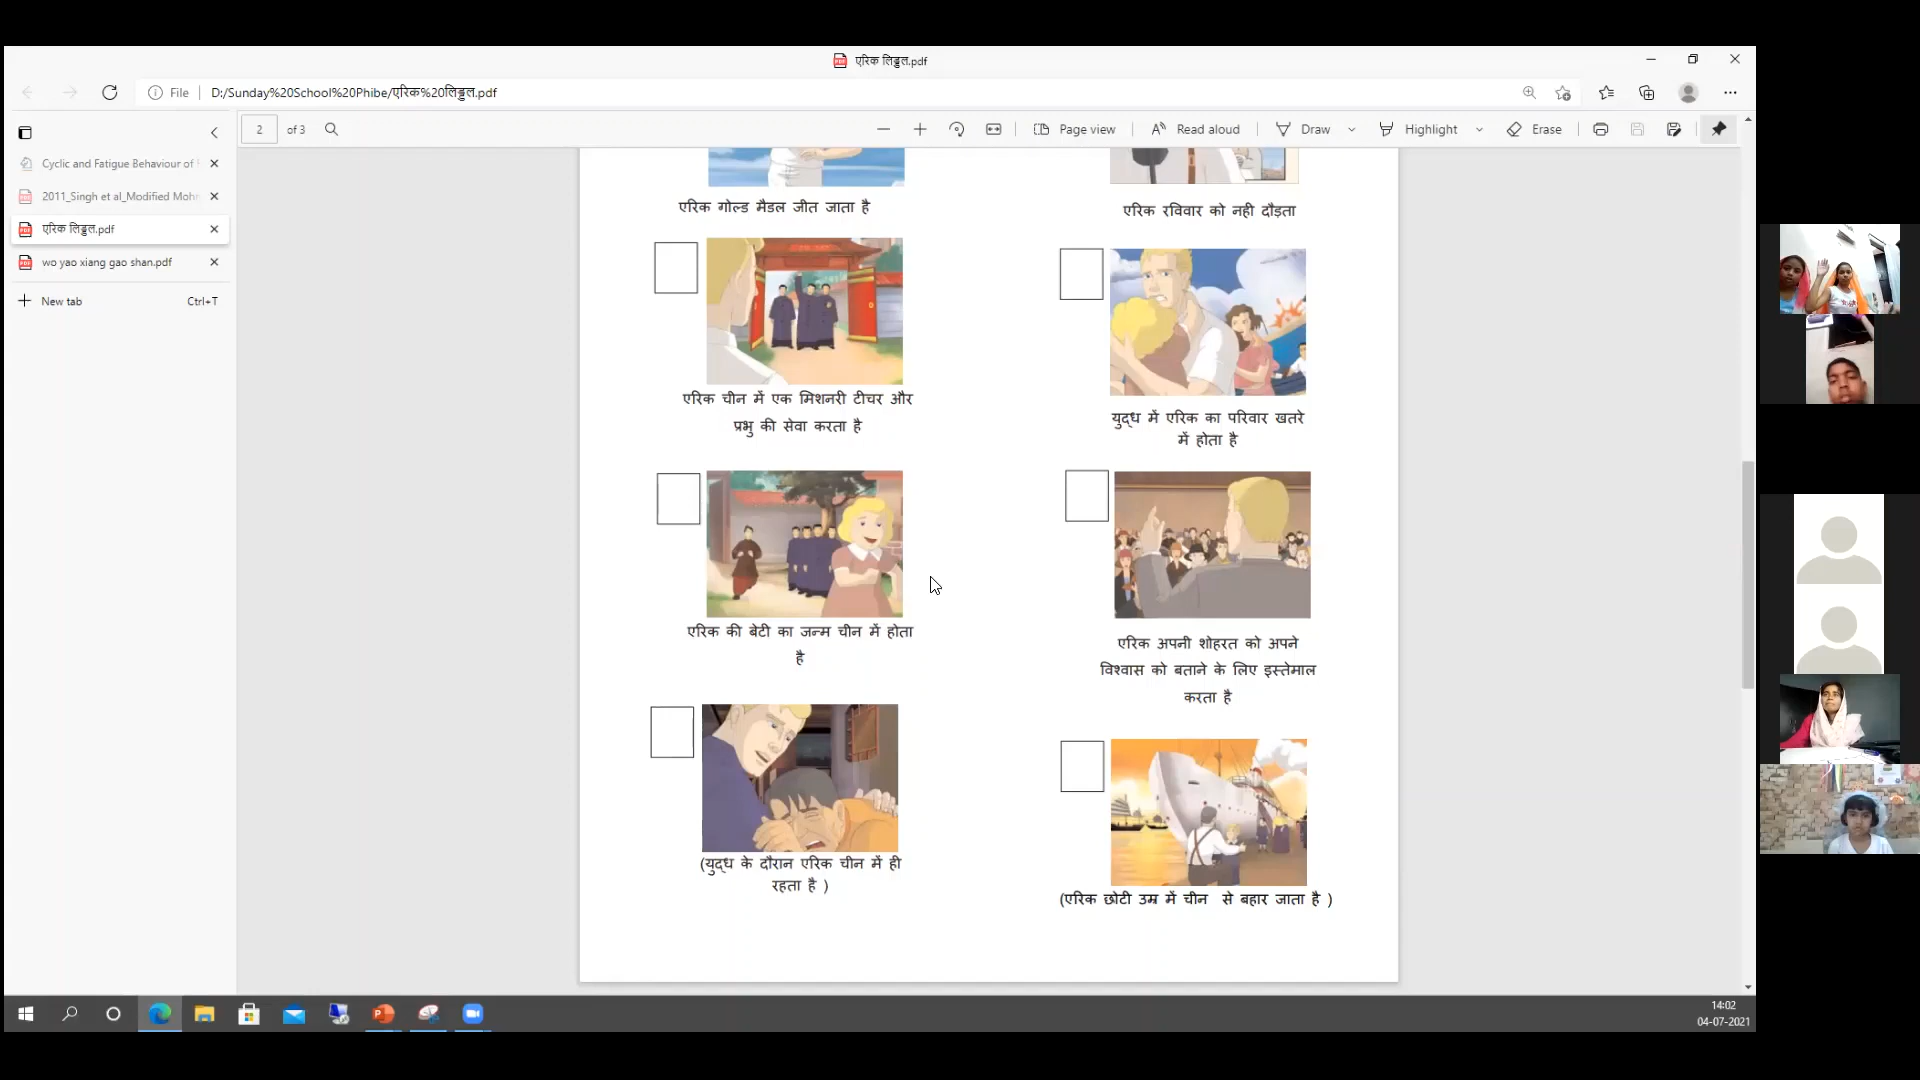 एरिक लिड्डल.pdf
File
D:/Sunday%20School%20Phibe/एरिक%20लिड्डल.pdf
2 of 3
Page view
Read aloud
Draw
Highlight
Erase
Cyclic and Fatigue Behaviour of
2011_Singh et al_Modified Moh
एरिक लिड्डल.pdf
wo yao xiang gao shan.pdf
New tab
Ctrl+T
एरिक गोल्ड मैडल जीत जाता है
एरिक रविवार को नही दौड़ता
एरिक चीन में एक मिशनरी टीचर और
प्रभु की सेवा करता है
युद्ध में एरिक का परिवार खतरे
में होता है
एरिक की बेटी का जन्म चीन में होता
है
एरिक अपनी शोहरत को अपने
विश्वास को बताने के लिए इस्तेमाल
करता है
(युद्ध के दौरान एरिक चीन में ही
रहता है )
(एरिक छोटी उम्र में चीन से बहार जाता है )
14:02
04-07-2021